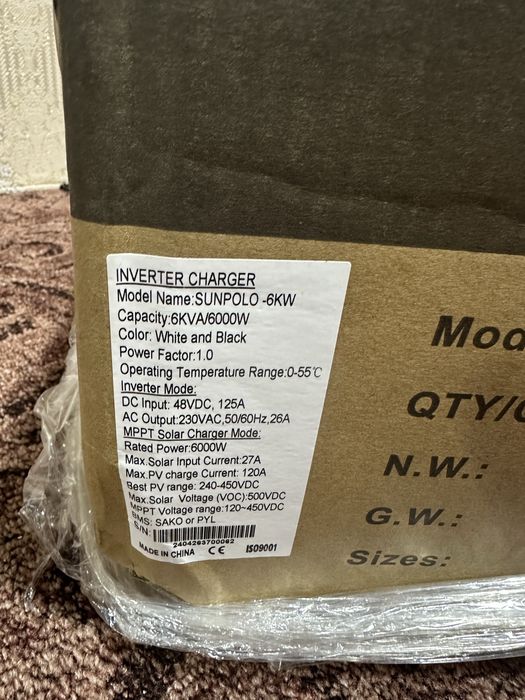 INVERTER CHARGER
Model Name:SUNPOLO -6KW
Capacity:6KVA/6000W
Color: White and Black
Power Factor:1.0
Operating Temperature Range:0-55℃
Inverter Mode:
DC Input: 48VDC, 125A
AC Output:230VAC,50/60Hz,26A
MPPT Solar Charger Mode:
Rated Power:6000W
Max.Solar Input Current:27A
Max.PV charge Current: 120A
Best PV range: 240-450VDC
Max.Solar Voltage (VOC):500VDC
MPPT Voltage range:120~450VDC
BMS: SAKO or PYL
S/N:
2404263700062
MADE IN CHINA CE ISO9001
QTY/
N.W.:
G.W.:
Sizes: